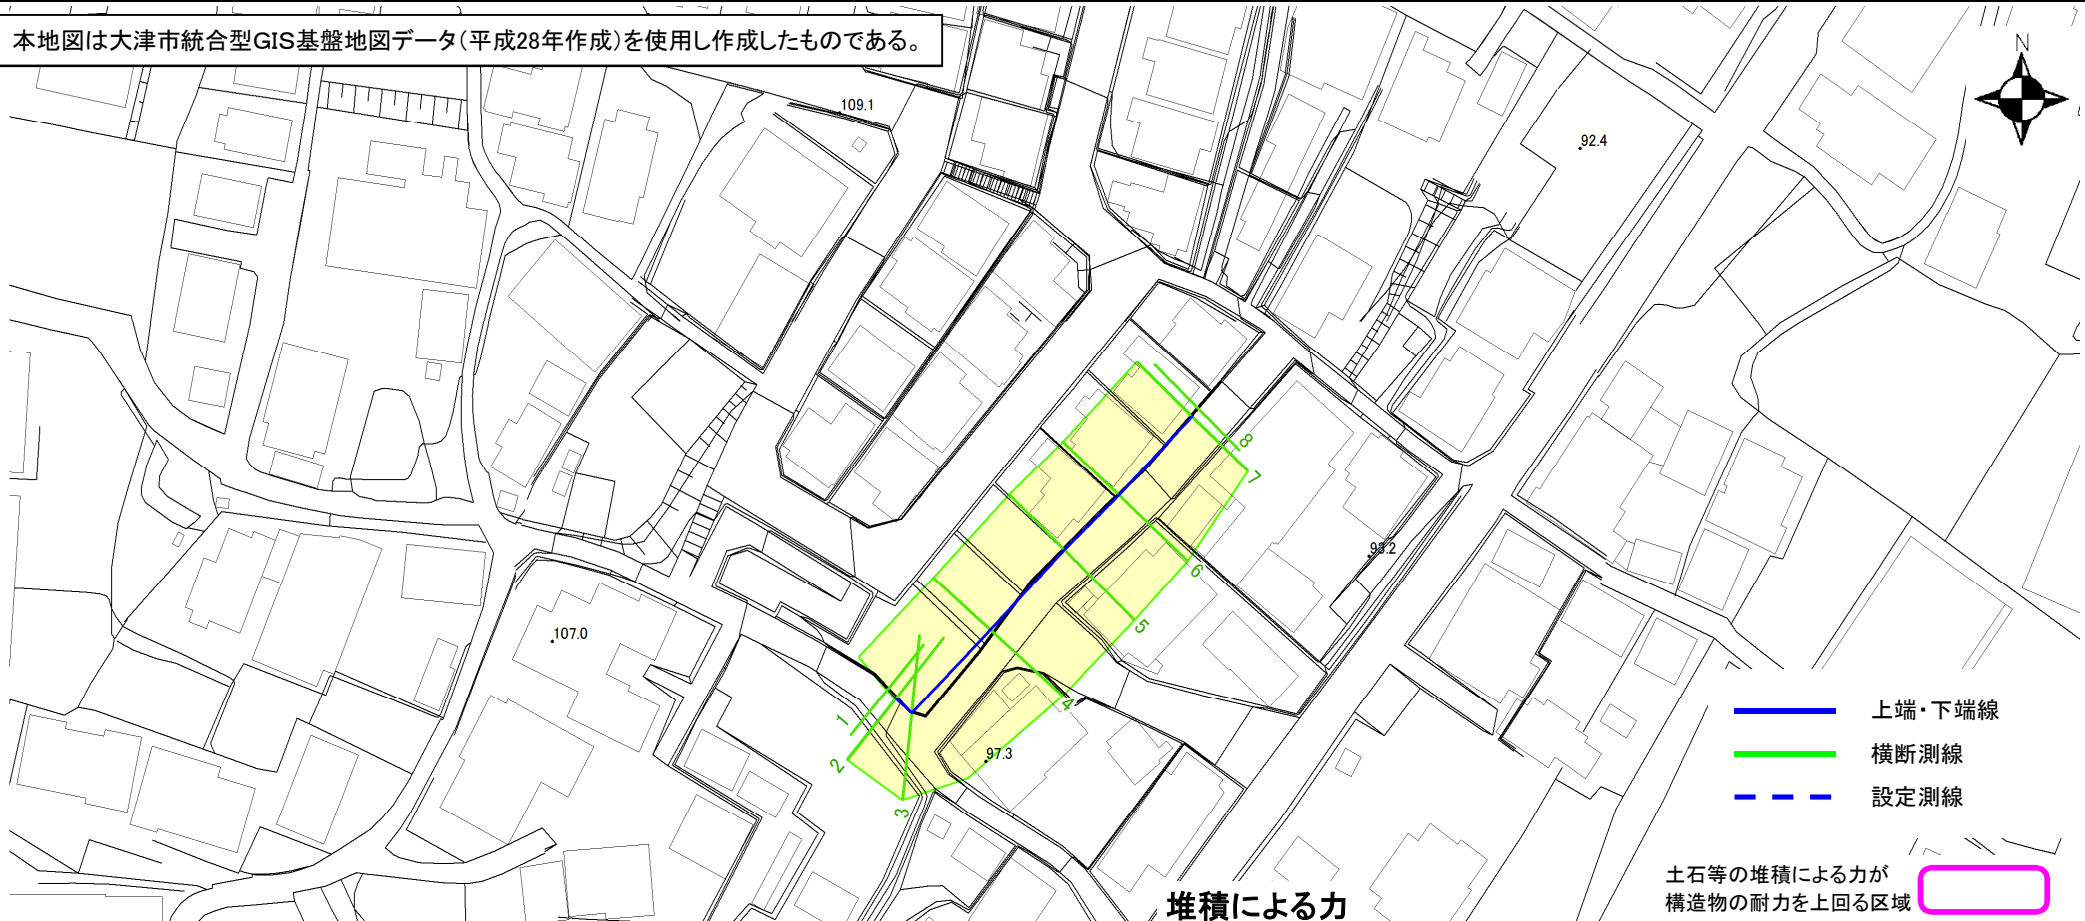 本地図は大津市統合型GIS基盤地図データ(平成28年作成)を使用し作成したものである。
N
109.1
92.4
8
7
93.2
6
5
107.0
4
1
97.3
2
3
上端・下端線
横断測線
設定測線
土石等の堆積による力が
構造物の耐力を上回る区域
堆積による力